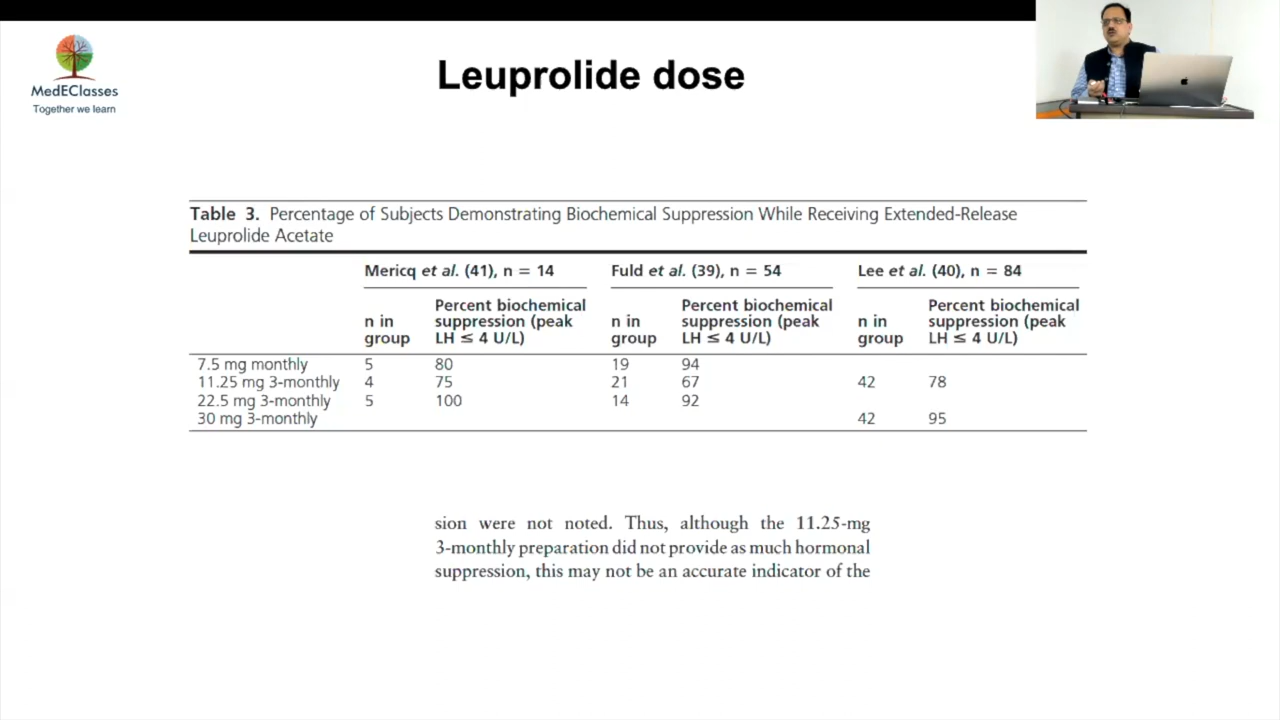 MedEClasses
Together we learn
Leuprolide dose
Table 3. Percentage of Subjects Demonstrating Biochemical Suppression While Receiving Extended-Release
Leuprolide Acetate
Mericq et al. (41), n = 14 Fuld et al. (39), n = 54 Lee et al. (40), n = 84
n in group Percent biochemical suppression (peak LH ≤ 4 U/L) n in group Percent biochemical suppression (peak LH ≤ 4 U/L) n in group Percent biochemical suppression (peak LH ≤ 4 U/L)
7.5 mg monthly 5 80 19 94
11.25 mg 3-monthly 4 75 21 67 42 78
22.5 mg 3-monthly 5 100 14 92
30 mg 3-monthly 42 95
sion were not noted. Thus, although the 11.25-mg
3-monthly preparation did not provide as much hormonal
suppression, this may not be an accurate indicator of the